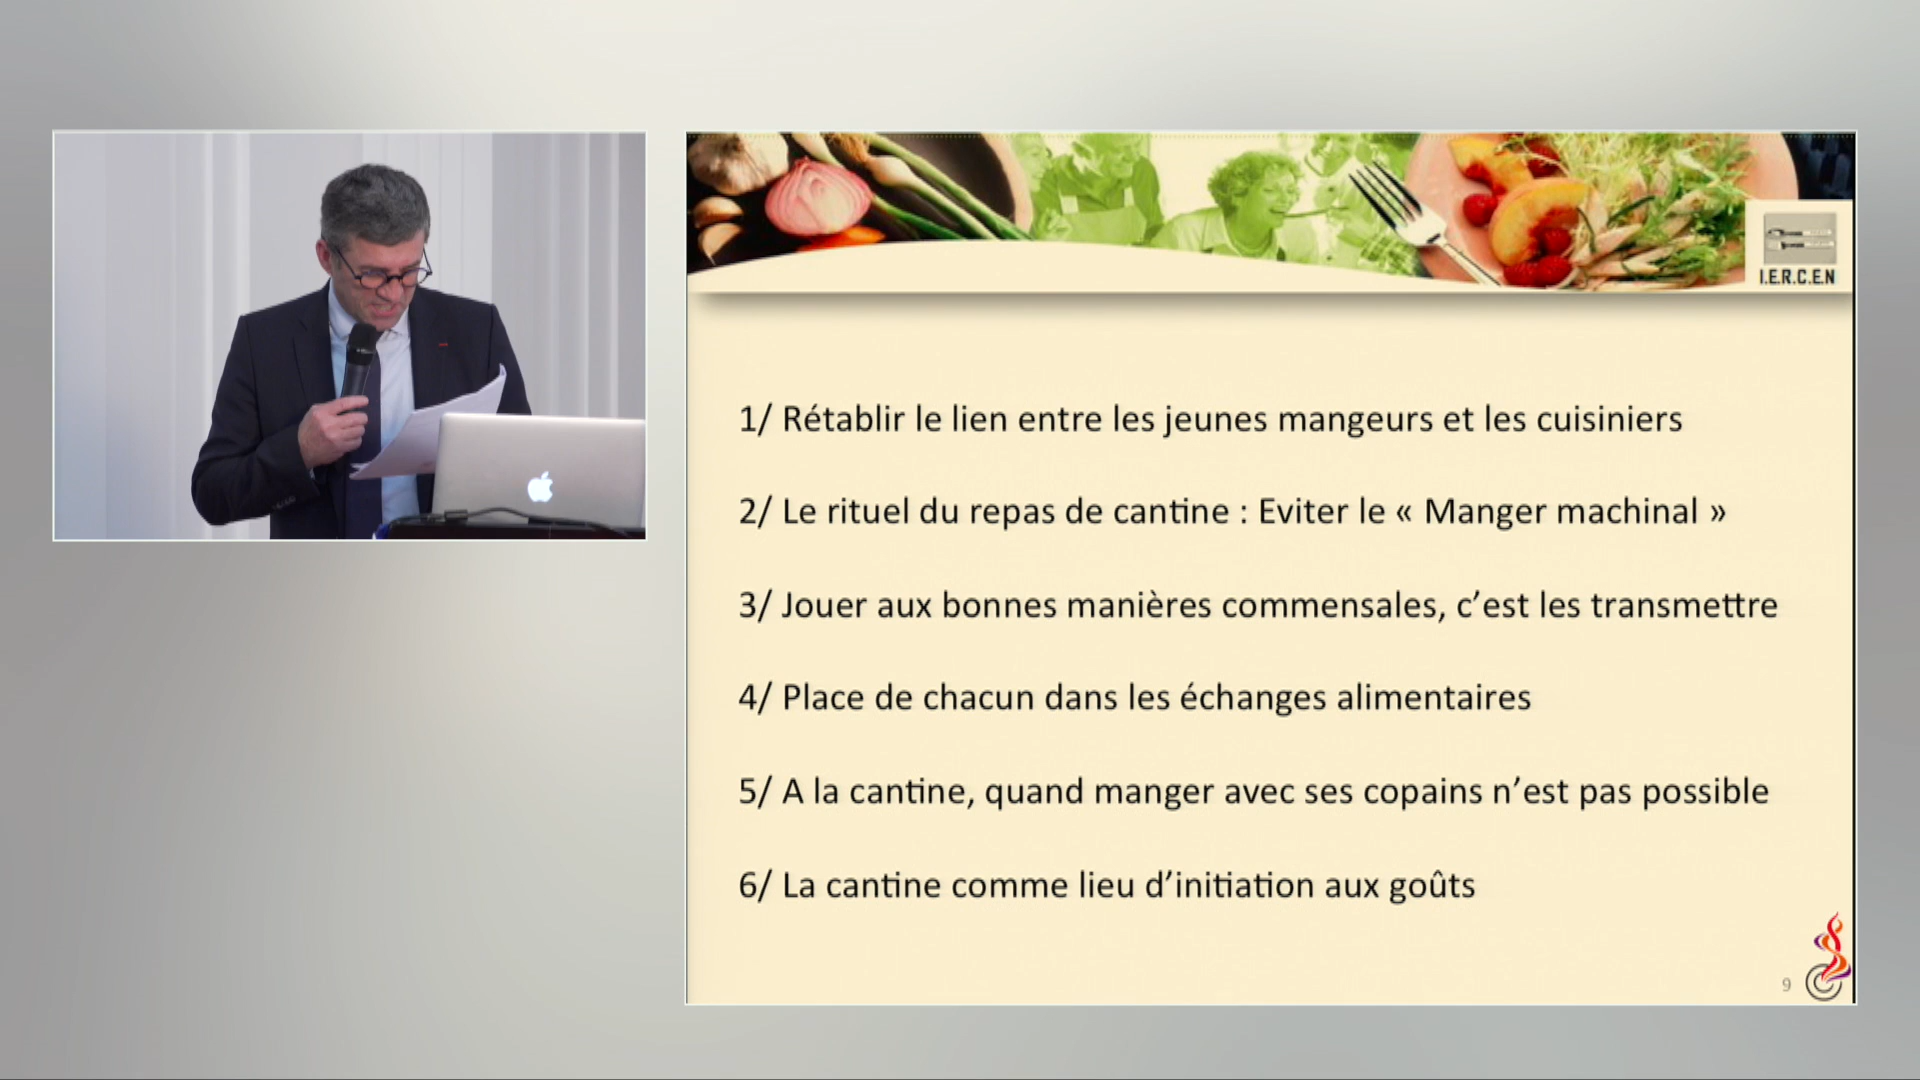 I.E.R.C.E.N
1/ Rétablir le lien entre les jeunes mangeurs et les cuisiniers
2/ Le rituel du repas de cantine : Eviter le « Manger machinal »
3/ Jouer aux bonnes manières commensales, c’est les transmettre
4/ Place de chacun dans les échanges alimentaires
5/ A la cantine, quand manger avec ses copains n’est pas possible
6/ La cantine comme lieu d’initiation aux goûts
9